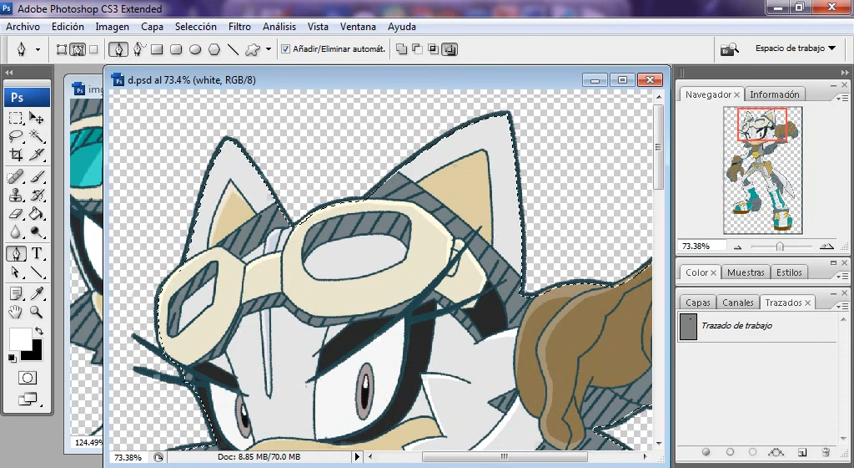 Adobe Photoshop CS3 Extended
Archivo Edición Imagen Capa Selección Filtro Análisis Vista Ventana Ayuda
Añadir/Eliminar automát. Espacio de trabajo
Ps
d.psd al 73.4% (white, RGB/8)
Navegador Información
73.38%
Color Muestras Estilos
Capas Canales Trazados
Trazado de trabajo
124.49%
73.38% Doc: 8.85 MB/70.0 MB